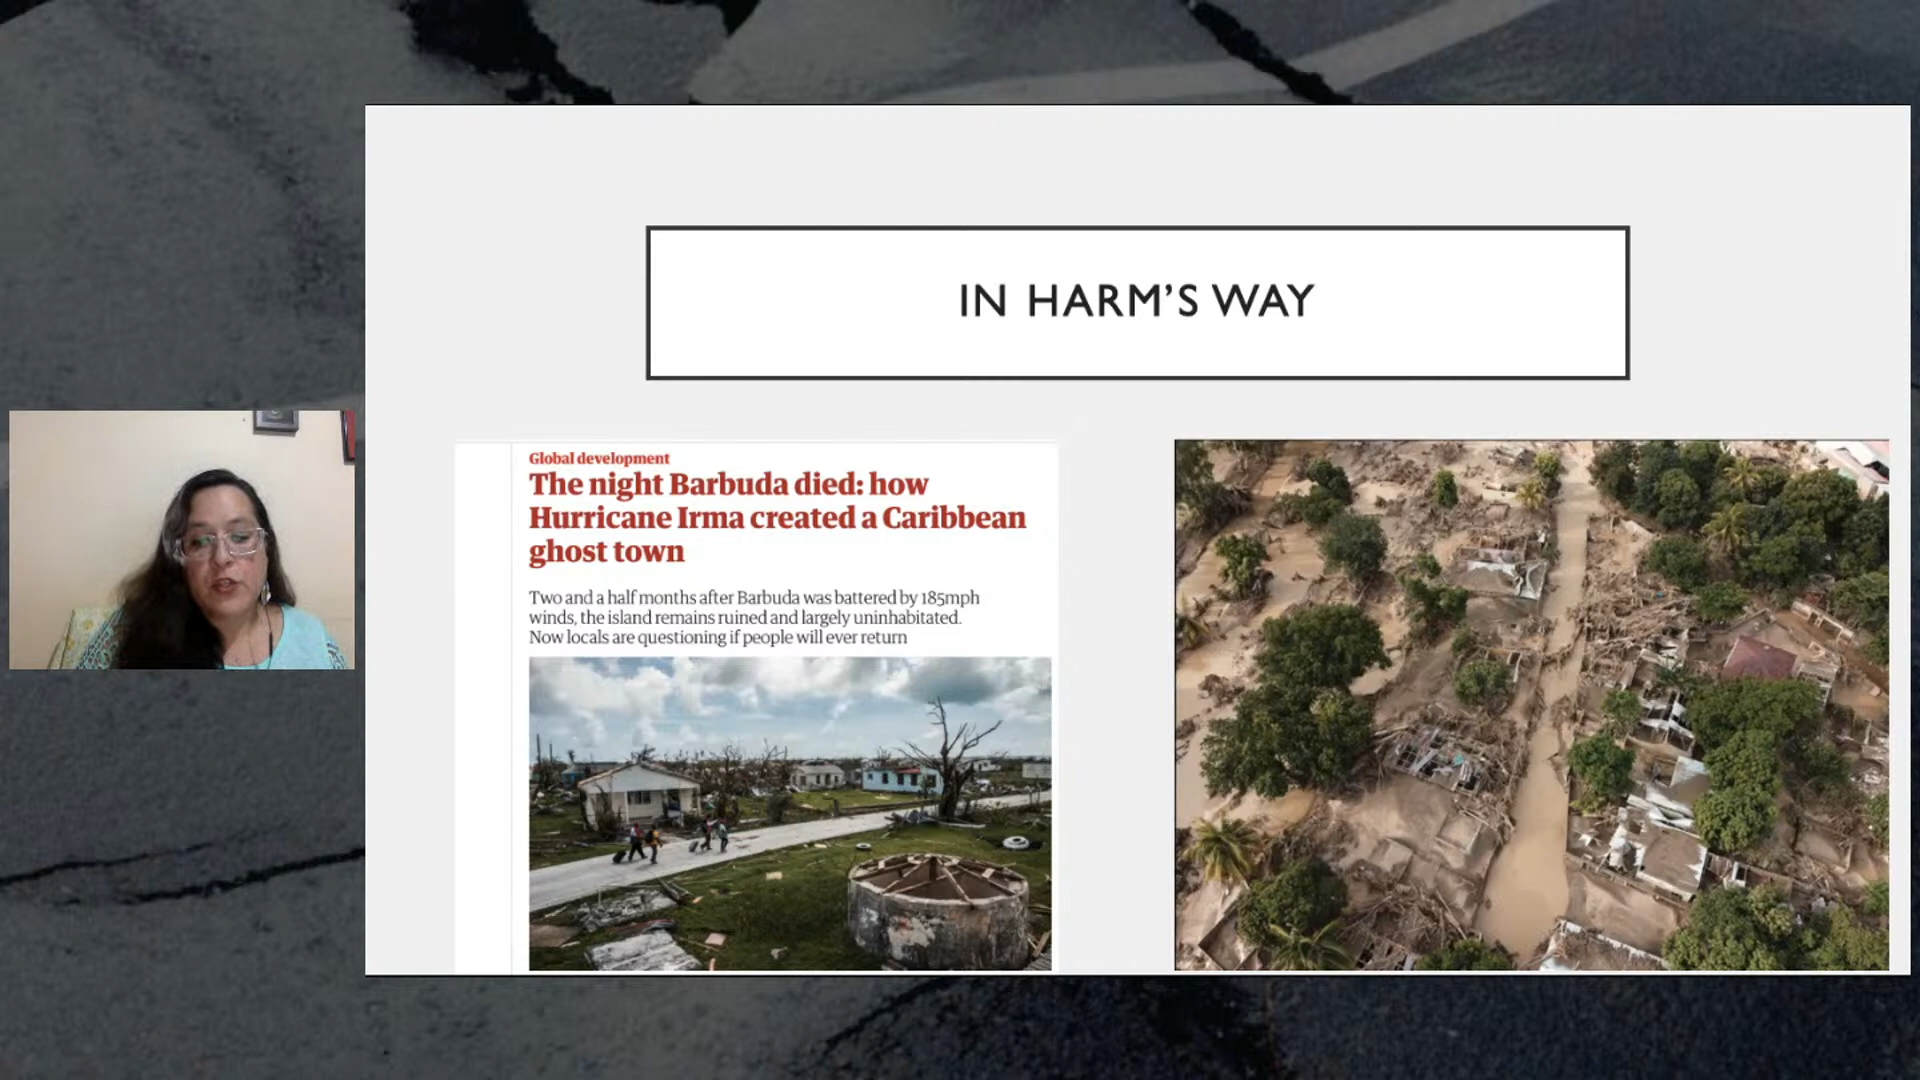 IN HARM’S WAY
Global development
The night Barbuda died: how
Hurricane Irma created a Caribbean
ghost town
Two and a half months after Barbuda was battered by 185mph
winds, the island remains ruined and largely uninhabitated.
Now locals are questioning if people will ever return